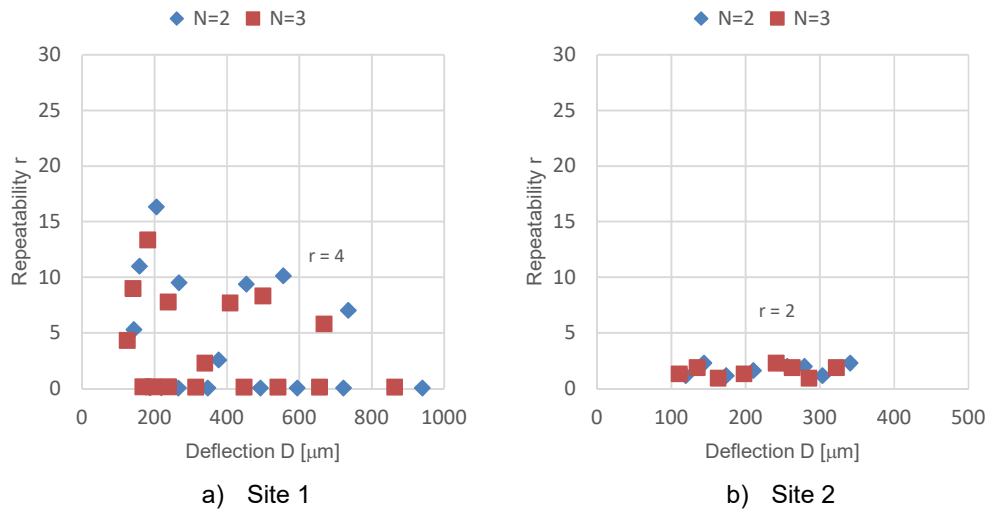 N=2 N=3
30
25
20
15
10
5
0
Repeatability r
r = 4
0 200 400 600 800 1000
Deflection D [μm]
a) Site 1
N=2 N=3
30
25
20
15
10
5
0
Repeatability r
r = 2
0 100 200 300 400 500
Deflection D [μm]
b) Site 2